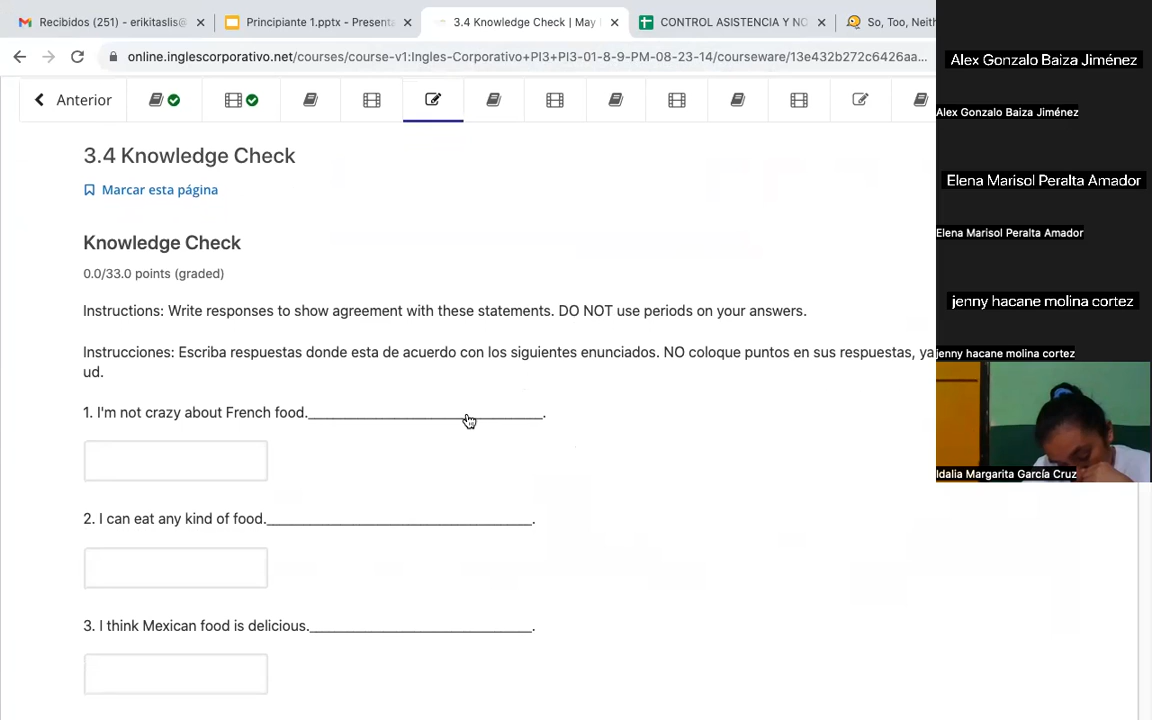 Recibidos (251) - erikitaslis@
Principiante 1.pptx - Presenta
3.4 Knowledge Check | May
CONTROL ASISTENCIA Y NO
So, Too, Neith
online.inglescorporativo.net/courses/course-v1:Ingles-Corporativo+PI3+PI3-01-8-9-PM-08-23-14/courseware/13e432b272c6426aa...
Anterior
3.4 Knowledge Check
Marcar esta página
Knowledge Check
0.0/33.0 points (graded)
Instructions: Write responses to show agreement with these statements. DO NOT use periods on your answers.
Instrucciones: Escriba respuestas donde esta de acuerdo con los siguientes enunciados. NO coloque puntos en sus respuestas, ya
ud.
1. I'm not crazy about French food.____________________________.
2. I can eat any kind of food.________________________________.
3. I think Mexican food is delicious.___________________________.
Alex Gonzalo Baiza Jiménez
Alex Gonzalo Baiza Jiménez
Elena Marisol Peralta Amador
Elena Marisol Peralta Amador
jenny hacane molina cortez
jenny hacane molina cortez
Idalia Margarita García Cruz